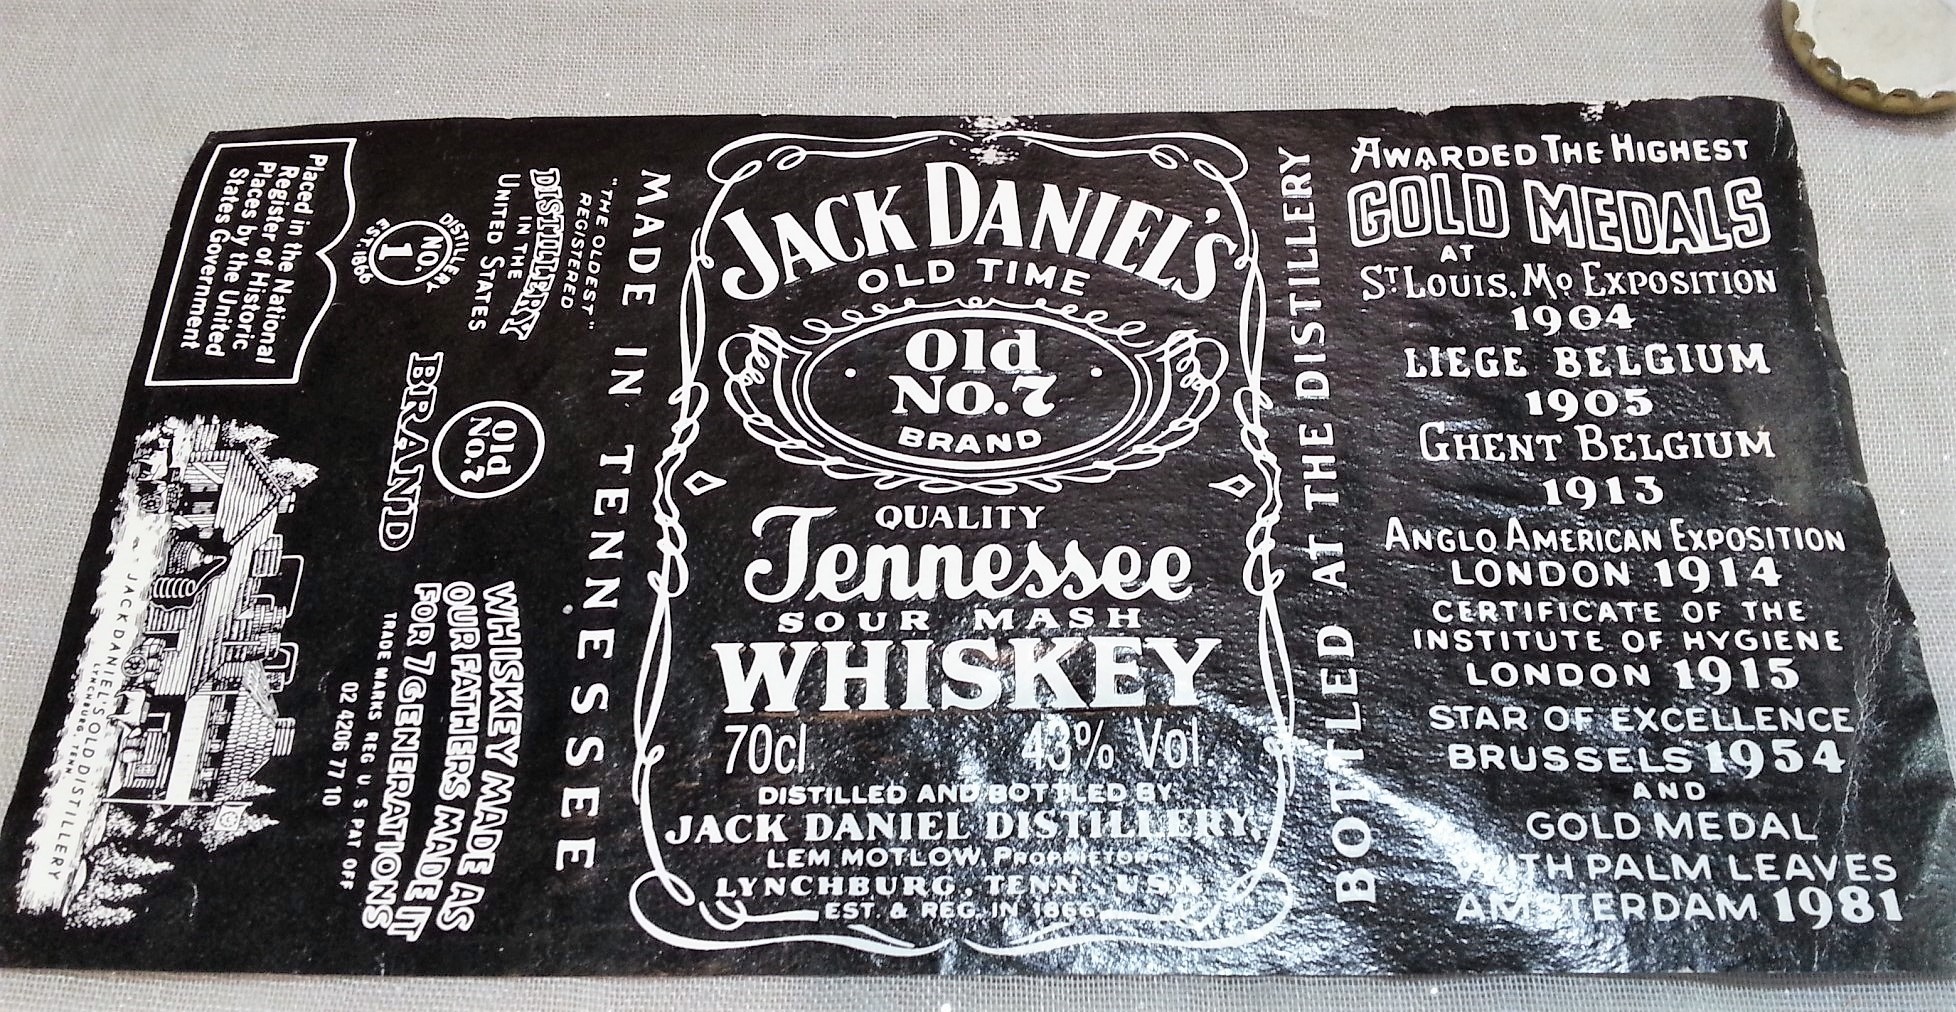 Placed in the National
Register of Historic
Places by the United
States Government
DISTILLERY
NO.
1
EST. 1866
"THE OLDEST"
REGISTERED
DISTILLERY
IN THE
UNITED STATES
Old
No.7
BRAND
WHISKEY MADE AS
OUR FATHERS MADE IT
FOR 7 GENERATIONS
TRADE MARKS REG U. S PAT OFF
02 4206 77 10
JACK DANIEL'S OLD DISTILLERY
LYNCHBURG, TENN
MADE IN TENNESSEE
JACK DANIEL'S
OLD TIME
Old
No.7
BRAND
QUALITY
Tennessee
SOUR MASH
WHISKEY
70cl. 43% Vol.
DISTILLED AND BOTTLED BY
JACK DANIEL DISTILLERY,
LEM MOTLOW, PROPRIETOR
LYNCHBURG, TENN. USA
EST. & REG. IN 1866
BOTTLED AT THE DISTILLERY
AWARDED THE HIGHEST
GOLD MEDALS
AT
ST. LOUIS, MO EXPOSITION
1904
LIEGE BELGIUM
1905
GHENT BELGIUM
1913
ANGLO AMERICAN EXPOSITION
LONDON 1914
CERTIFICATE OF THE
INSTITUTE OF HYGIENE
LONDON 1915
STAR OF EXCELLENCE
BRUSSELS 1954
AND
GOLD MEDAL
WITH PALM LEAVES
AMSTERDAM 1981